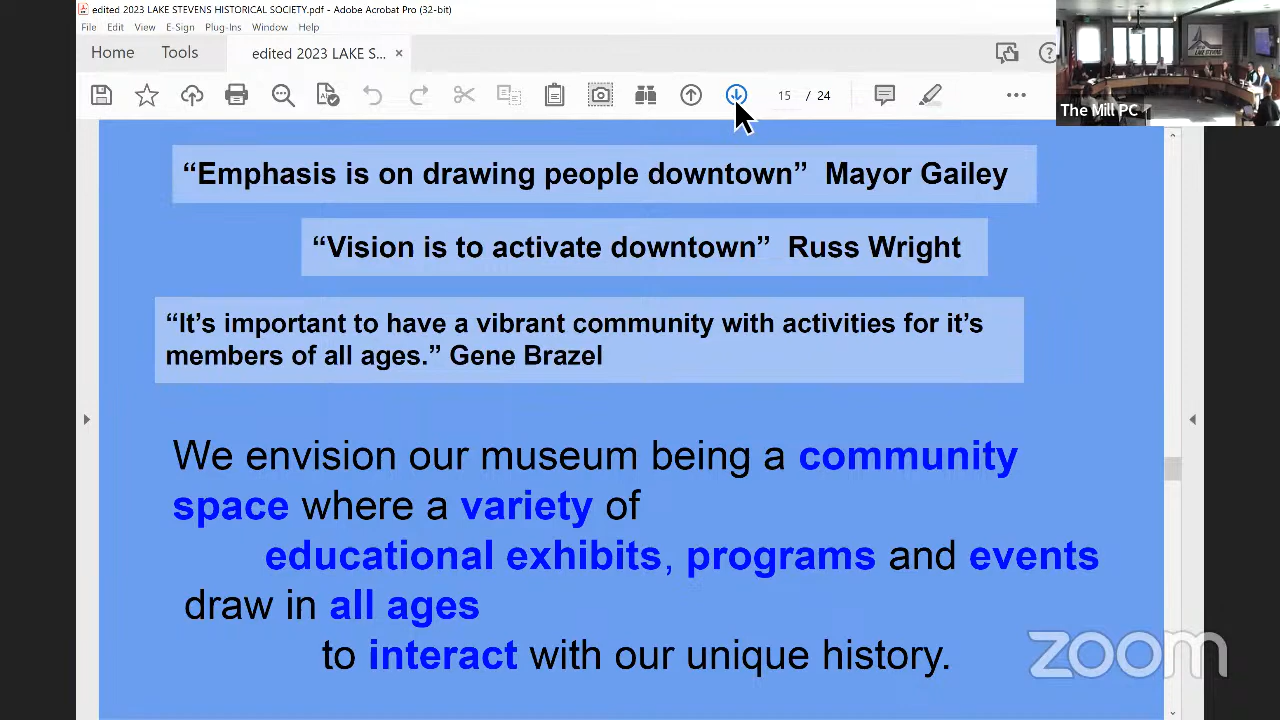 edited 2023 LAKE STEVENS HISTORICAL SOCIETY.pdf - Adobe Acrobat Pro (32-bit)
File Edit View E-Sign Plug-Ins Window Help
Home Tools edited 2023 LAKE S... ×
15 / 24
The Mill PC
“Emphasis is on drawing people downtown” Mayor Gailey
“Vision is to activate downtown” Russ Wright
“It’s important to have a vibrant community with activities for it’s
members of all ages.” Gene Brazel
We envision our museum being a community
space where a variety of
educational exhibits, programs and events
draw in all ages
to interact with our unique history.
zoom